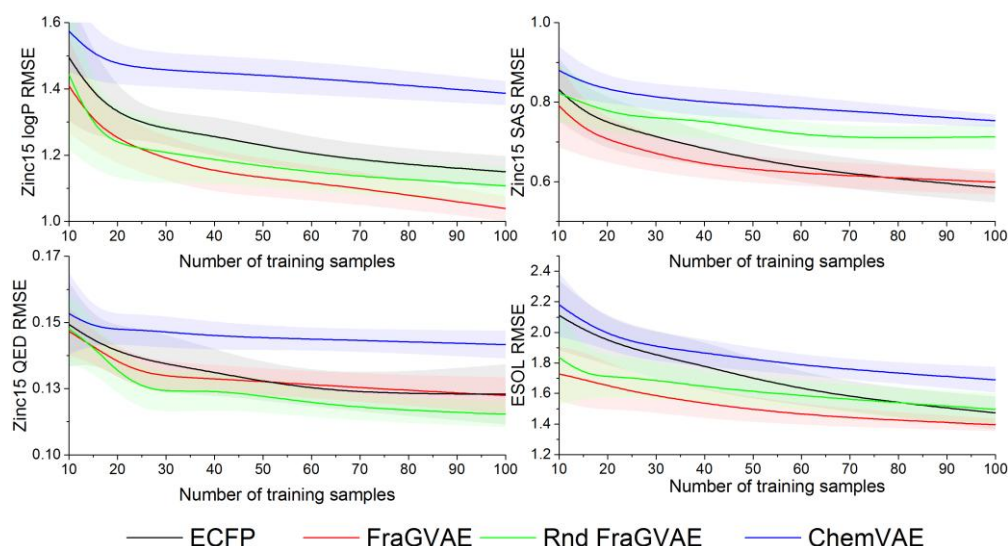 1.6
1.4
1.2
1.0
Zinc15 logP RMSE
10 20 30 40 50 60 70 80 90 100
Number of training samples
1.0
0.8
0.6
Zinc15 SAS RMSE
10 20 30 40 50 60 70 80 90 100
Number of training samples
0.17
0.15
0.13
0.10
Zinc15 QED RMSE
10 20 30 40 50 60 70 80 90 100
Number of training samples
2.4
2.2
2.0
1.8
1.6
1.4
1.2
ESOL RMSE
10 20 30 40 50 60 70 80 90 100
Number of training samples
ECFP FraGVAE Rnd FraGVAE ChemVAE